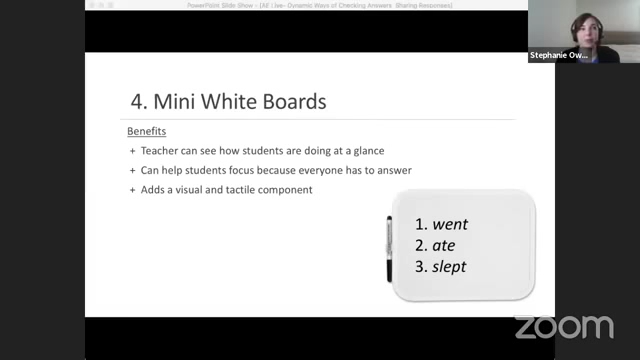 PowerPoint Slide Show - [AE Live- Dynamic Ways of Checking Answers (Sharing Responses)]
Stephanie Ow...
4. Mini White Boards
Benefits
+ Teacher can see how students are doing at a glance
+ Can help students focus because everyone has to answer
+ Adds a visual and tactile component
1. went
2. ate
3. slept
zoom